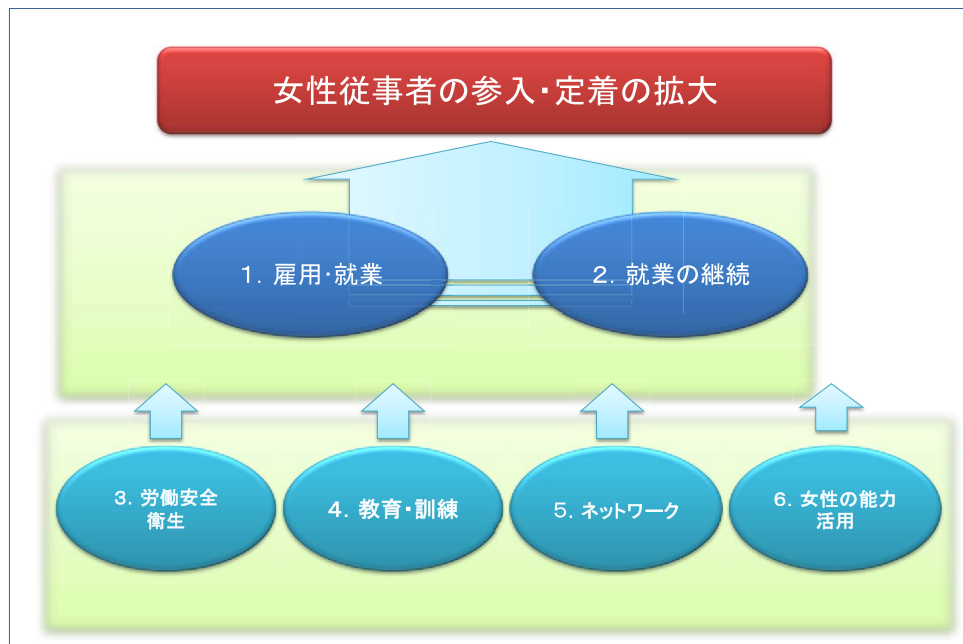 女性従事者の参入・定着の拡大
1．雇用・就業
2．就業の継続
3．労働安全
衛生
4．教育・訓練
5．ネットワーク
6．女性の能力
活用